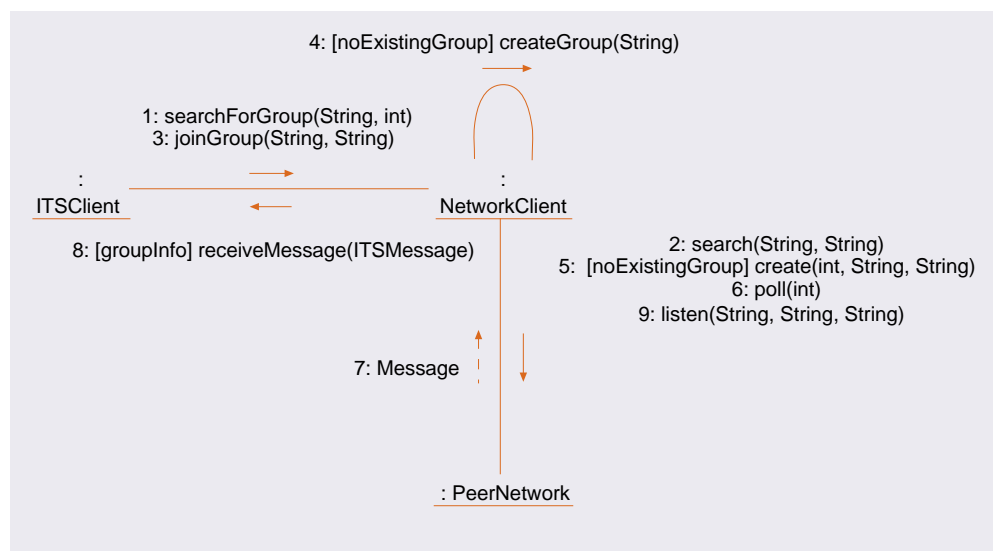 4: [noExistingGroup] createGroup(String)
1: searchForGroup(String, int)
3: joinGroup(String, String)
:
ITSClient
:
NetworkClient
8: [groupInfo] receiveMessage(ITSMessage)
2: search(String, String)
5: [noExistingGroup] create(int, String, String)
6: poll(int)
9: listen(String, String, String)
7: Message
: PeerNetwork